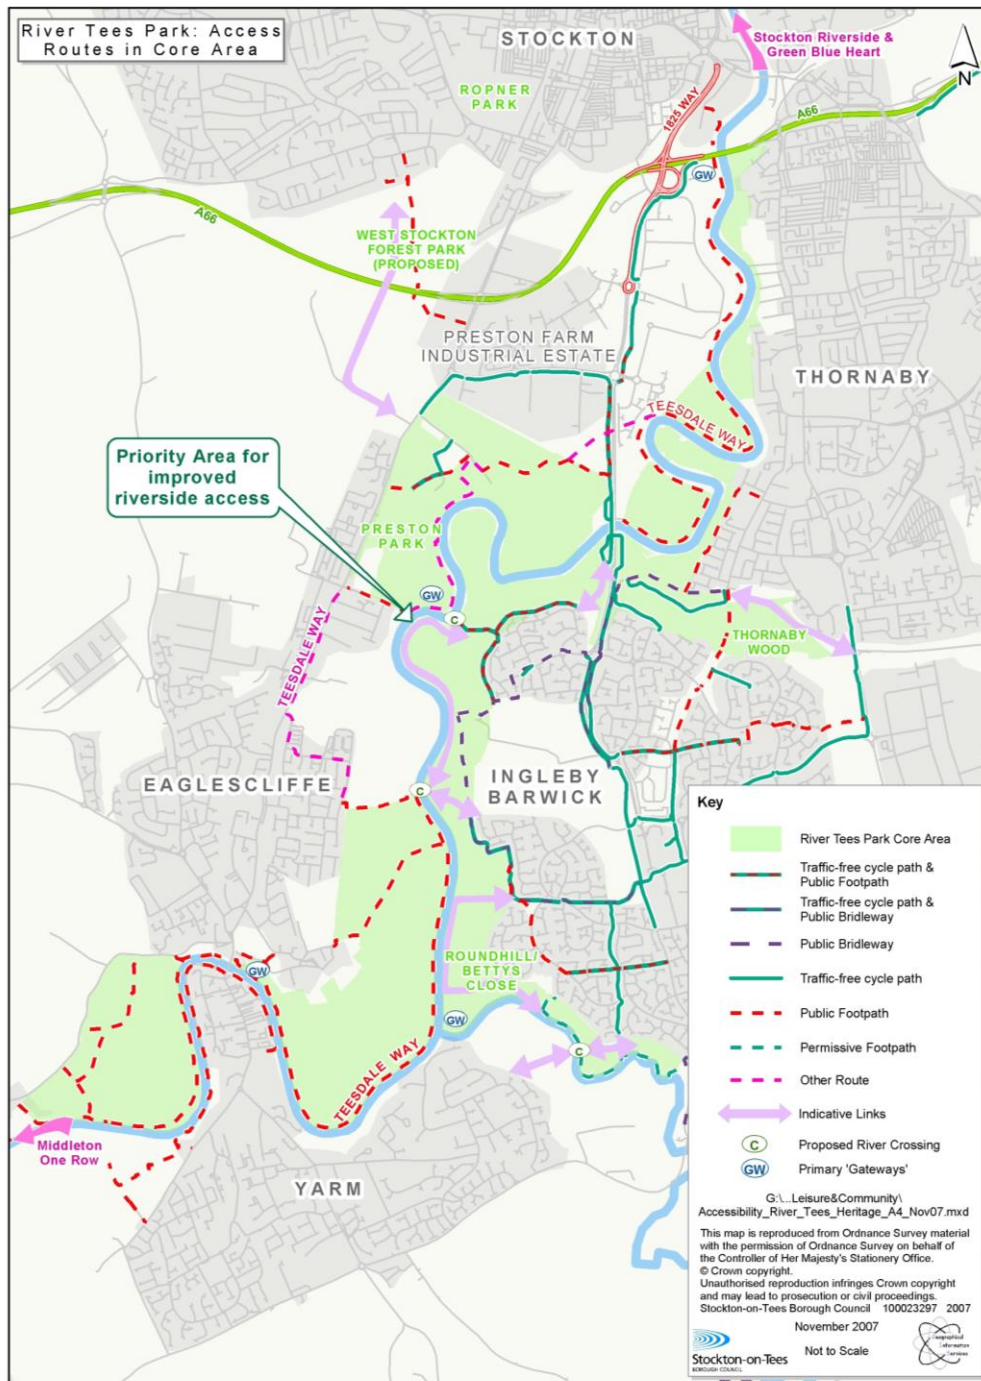 River Tees Park: Access
Routes in Core Area
STOCKTON
Stockton Riverside &
Green Blue Heart
N
ROPNER
PARK
1825 WAY
A66
GW
A66
WEST STOCKTON
FOREST PARK
(PROPOSED)
PRESTON FARM
INDUSTRIAL ESTATE
THORNABY
TEESDALE WAY
Priority Area for
improved
riverside access
PRESTON
PARK
GW
C
THORNABY
WOOD
TEESDALE WAY
EAGLESCLIFFE
C
INGLEBY
BARWICK
ROUNDHILL/
BETTYS
CLOSE
GW
GW
C
TEESDALE WAY
Middleton
One Row
YARM
Key
River Tees Park Core Area
Traffic-free cycle path &
Public Footpath
Traffic-free cycle path &
Public Bridleway
Public Bridleway
Traffic-free cycle path
Public Footpath
Permissive Footpath
Other Route
Indicative Links
C Proposed River Crossing
GW Primary 'Gateways'
G:\...Leisure&Community\
Accessibility_River_Tees_Heritage_A4_Nov07.mxd
This map is reproduced from Ordnance Survey material
with the permission of Ordnance Survey on behalf of
the Controller of Her Majesty's Stationery Office.
© Crown copyright.
Unauthorised reproduction infringes Crown copyright
and may lead to prosecution or civil proceedings.
Stockton-on-Tees Borough Council 100023297 2007
November 2007
Not to Scale
Stockton-on-Tees
BOROUGH COUNCIL
Geographical
Information
Services